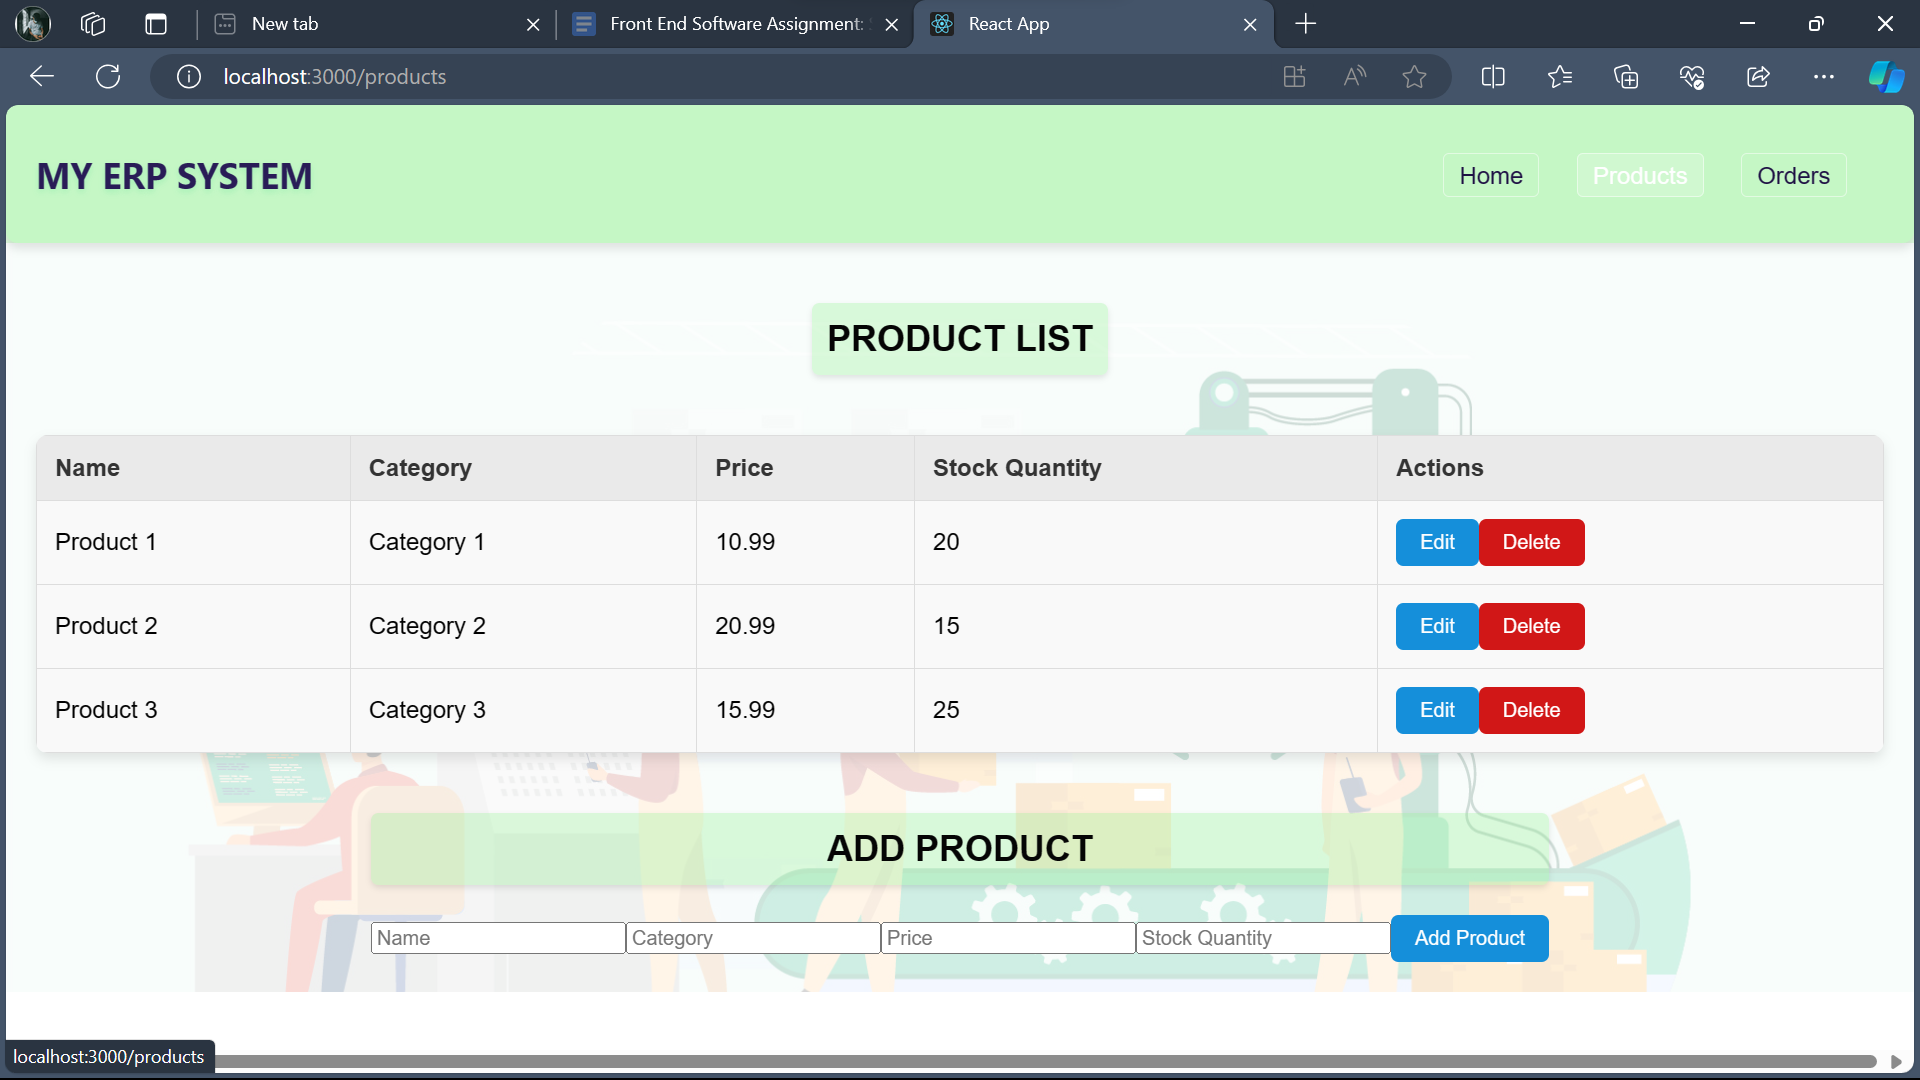 New tab
Front End Software Assignment:
React App
localhost:3000/products
MY ERP SYSTEM
Home
Products
Orders
PRODUCT LIST
Name Category Price Stock Quantity Actions
Product 1 Category 1 10.99 20 Edit Delete
Product 2 Category 2 20.99 15 Edit Delete
Product 3 Category 3 15.99 25 Edit Delete
ADD PRODUCT
Name Category Price Stock Quantity Add Product
localhost:3000/products